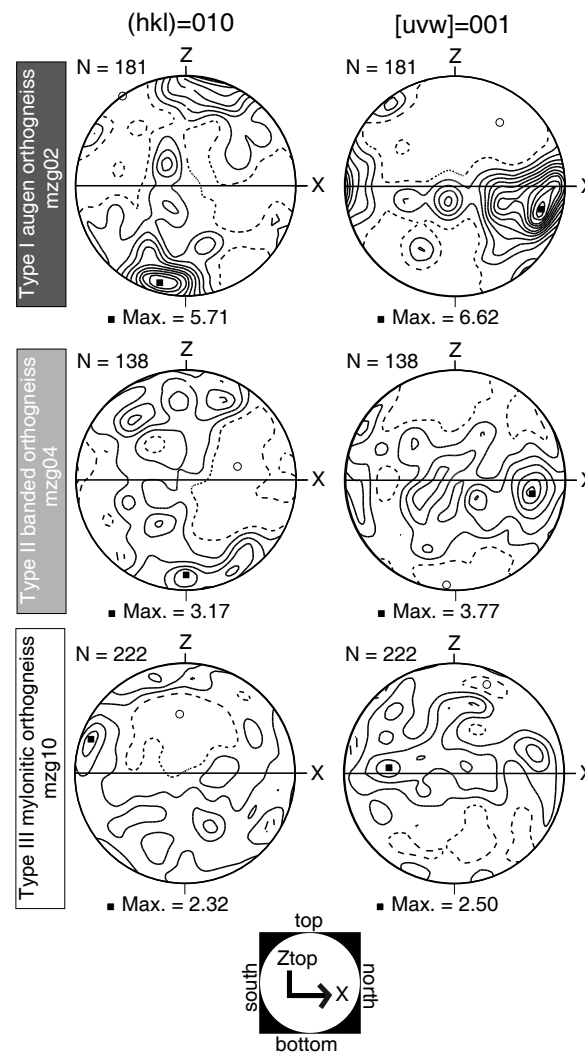 (hkl)=010
[uvw]=001
Type I augen orthogneiss
mzg02
N = 181
Z
X
■ Max. = 5.71
N = 181
Z
X
■ Max. = 6.62
Type II banded orthogneiss
mzg04
N = 138
Z
X
■ Max. = 3.17
N = 138
Z
X
■ Max. = 3.77
Type III mylonitic orthogneiss
mzg10
N = 222
Z
X
■ Max. = 2.32
N = 222
Z
X
■ Max. = 2.50
top
south
Ztop
X
north
bottom